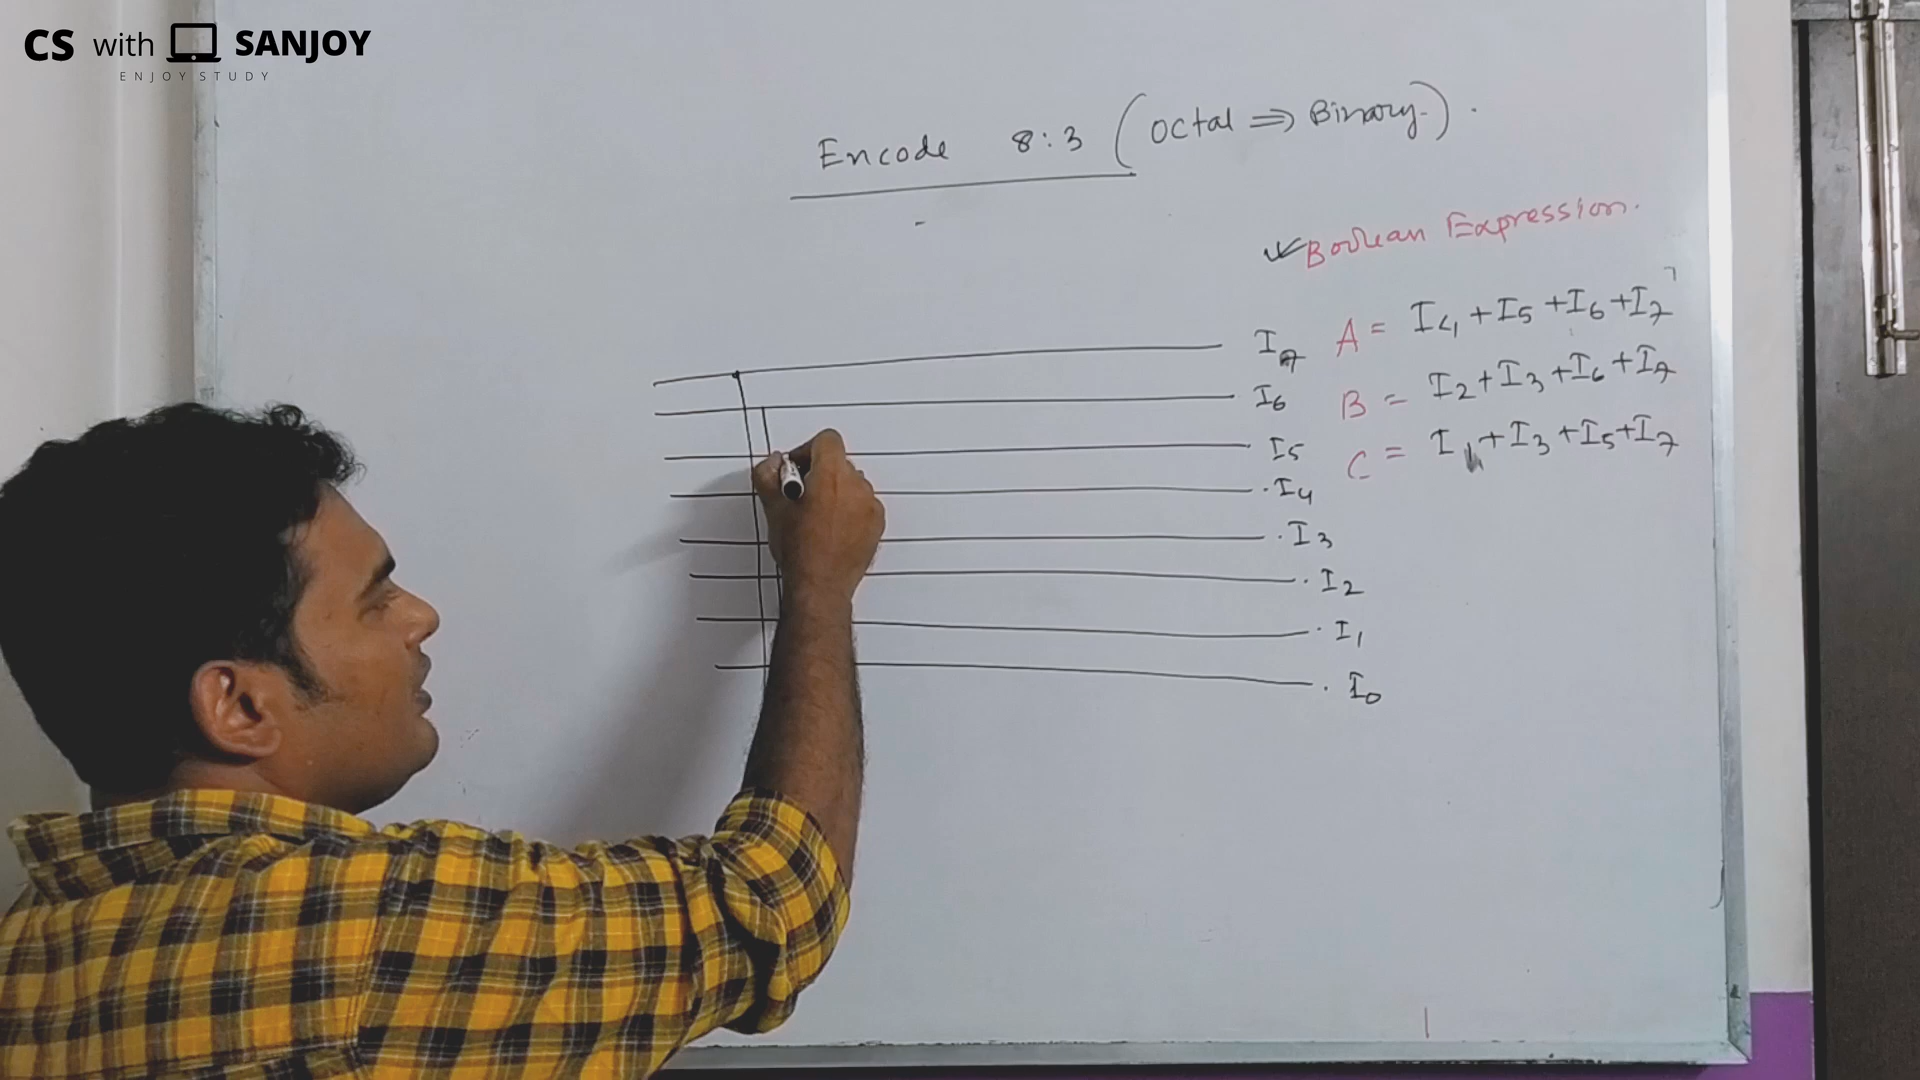 CS with SANJOY
ENJOY STUDY
Encode 8:3 (Octal ⇒ Binary).
Boolean Expression.
A = I4 + I5 + I6 + I7
B = I2 + I3 + I6 + I7
C = I1 + I3 + I5 + I7
I7
I6
I5
I4
I3
I2
I1
I0